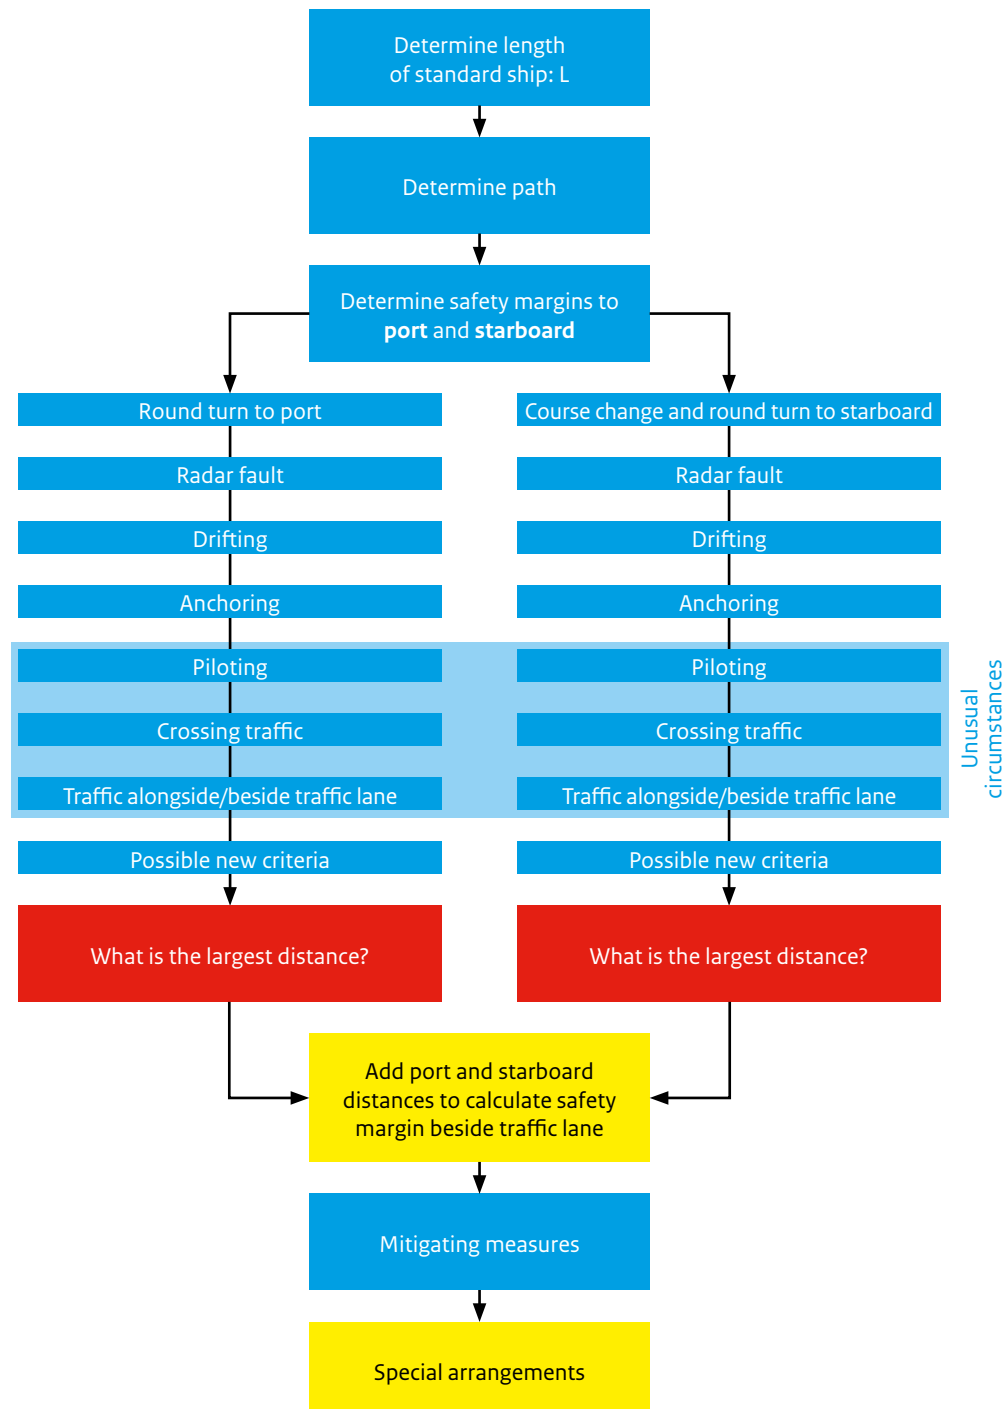 Determine length
of standard ship: L
Determine path
Determine safety margins to
port and starboard
Round turn to port
Radar fault
Drifting
Anchoring
Piloting
Crossing traffic
Traffic alongside/beside traffic lane
Possible new criteria
What is the largest distance?
Course change and round turn to starboard
Radar fault
Drifting
Anchoring
Piloting
Crossing traffic
Traffic alongside/beside traffic lane
Possible new criteria
What is the largest distance?
Unusual
circumstances
Add port and starboard
distances to calculate safety
margin beside traffic lane
Mitigating measures
Special arrangements